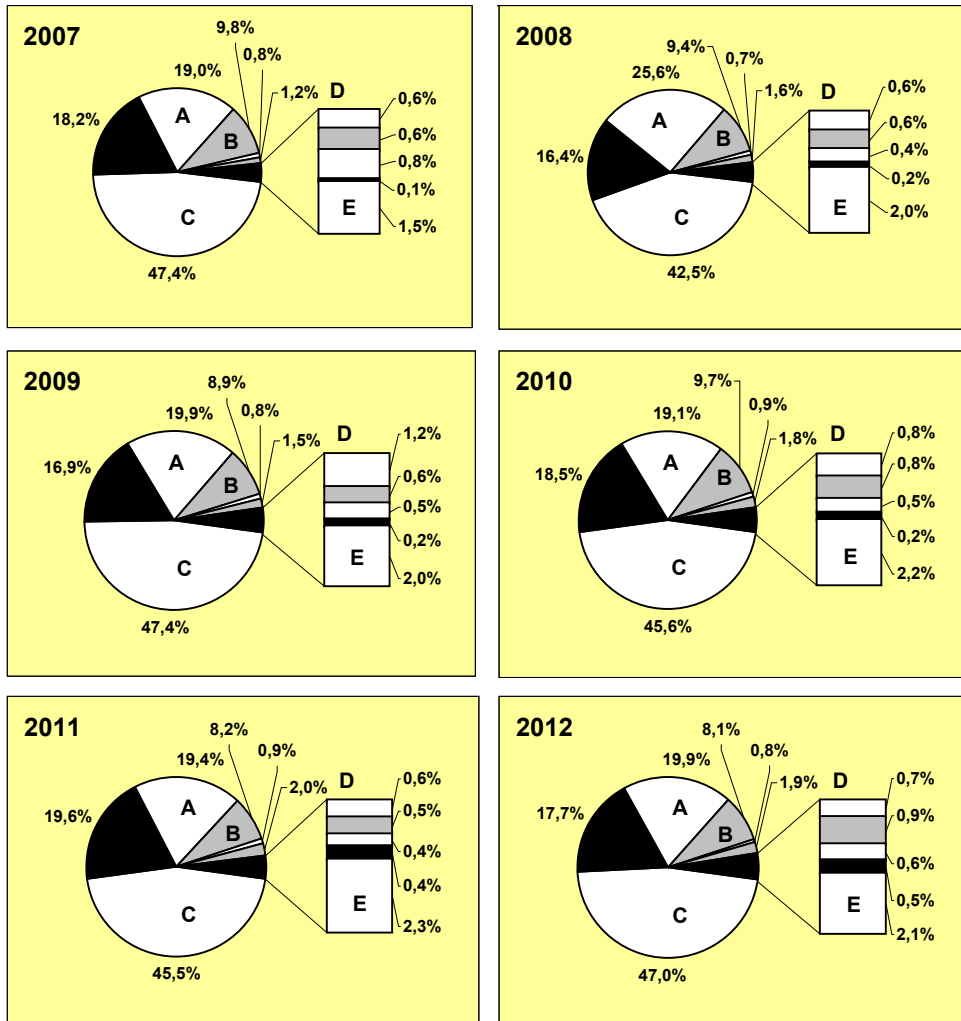 2007
9,8%
0,8%
19,0%
1,2%
D
0,6%
18,2%
A
0,6%
B
0,8%
0,1%
C
E
1,5%
47,4%
2008
9,4%
0,7%
25,6%
1,6%
D
0,6%
A
0,6%
16,4%
B
0,4%
0,2%
C
E
2,0%
42,5%
2009
8,9%
0,8%
19,9%
1,5%
D
1,2%
16,9%
A
0,6%
B
0,5%
0,2%
C
E
2,0%
47,4%
2010
9,7%
0,9%
19,1%
1,8%
D
0,8%
18,5%
A
0,8%
B
0,5%
0,2%
C
E
2,2%
45,6%
2011
8,2%
0,9%
19,4%
2,0%
D
0,6%
19,6%
A
0,5%
B
0,4%
0,4%
C
E
2,3%
45,5%
2012
8,1%
0,8%
19,9%
1,9%
D
0,7%
17,7%
A
0,9%
B
0,6%
0,5%
C
E
2,1%
47,0%